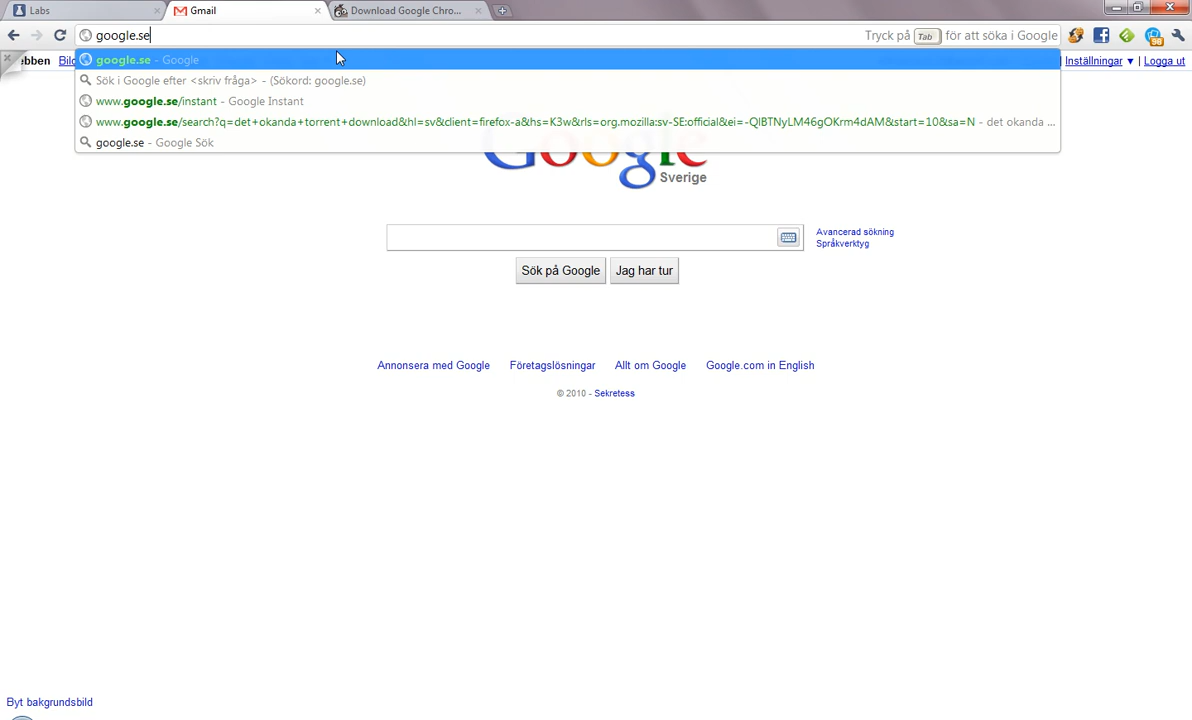 Labs
Gmail
Download Google Chro...
google.se
Tryck på Tab för att söka i Google
96
ebben
Inställningar ▼ | Logga ut
google.se - Google
Sök i Google efter <skriv fråga> - (Sökord: google.se)
www.google.se/instant - Google Instant
www.google.se/search?q=det+okanda+torrent+download&hl=sv&client=firefox-a&hs=K3w&rls=org.mozilla:sv-SE:official&ei=-QlBTNyLM46gOKrm4dAM&start=10&sa=N - det okanda ...
google.se - Google Sök
Google
Sverige
Avancerad sökning
Språkverktyg
Sök på Google
Jag har tur
Annonsera med Google
Företagslösningar
Allt om Google
Google.com in English
© 2010 - Sekretess
Byt bakgrundsbild